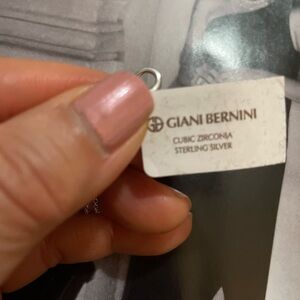 GIANI BERNINI
CUBIC ZIRCONIA
STERLING SILVER